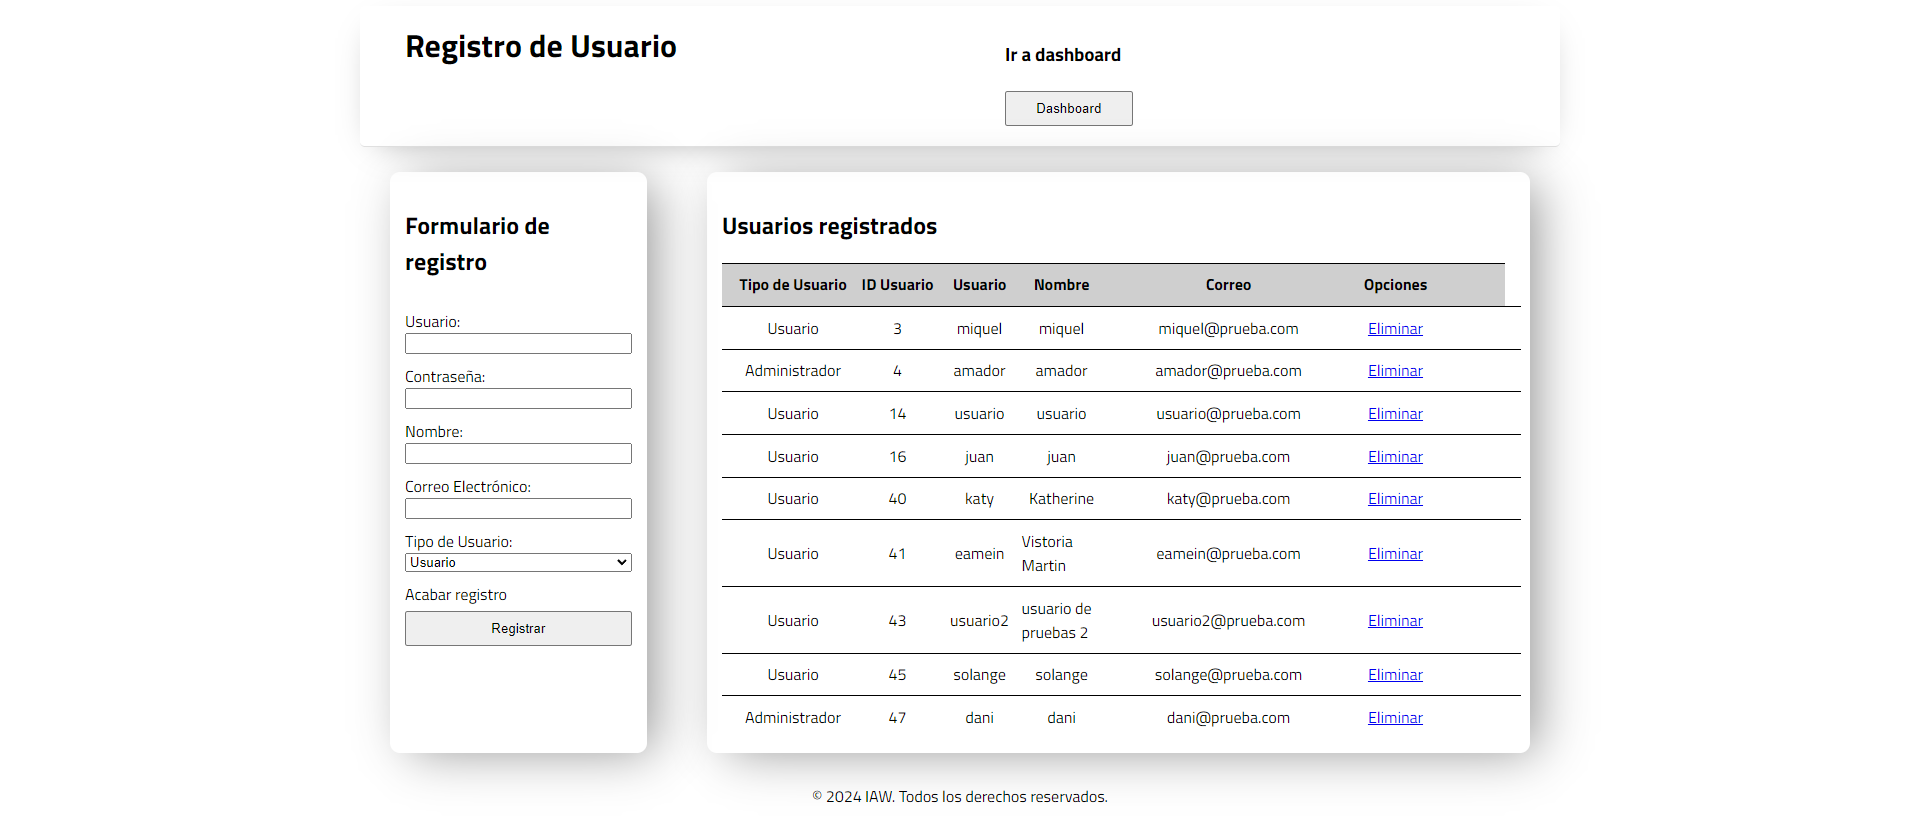 Registro de Usuario
Ir a dashboard
Dashboard
Formulario de
registro
Usuario:
Contraseña:
Nombre:
Correo Electrónico:
Tipo de Usuario:
Usuario
Acabar registro
Registrar
Usuarios registrados
Tipo de Usuario ID Usuario Usuario Nombre Correo Opciones
Usuario 3 miquel miquel miquel@prueba.com Eliminar
Administrador 4 amador amador amador@prueba.com Eliminar
Usuario 14 usuario usuario usuario@prueba.com Eliminar
Usuario 16 juan juan juan@prueba.com Eliminar
Usuario 40 katy Katherine katy@prueba.com Eliminar
Usuario 41 eamein Vistoria Martin eamein@prueba.com Eliminar
Usuario 43 usuario2 usuario de pruebas 2 usuario2@prueba.com Eliminar
Usuario 45 solange solange solange@prueba.com Eliminar
Administrador 47 dani dani dani@prueba.com Eliminar
© 2024 IAW. Todos los derechos reservados.